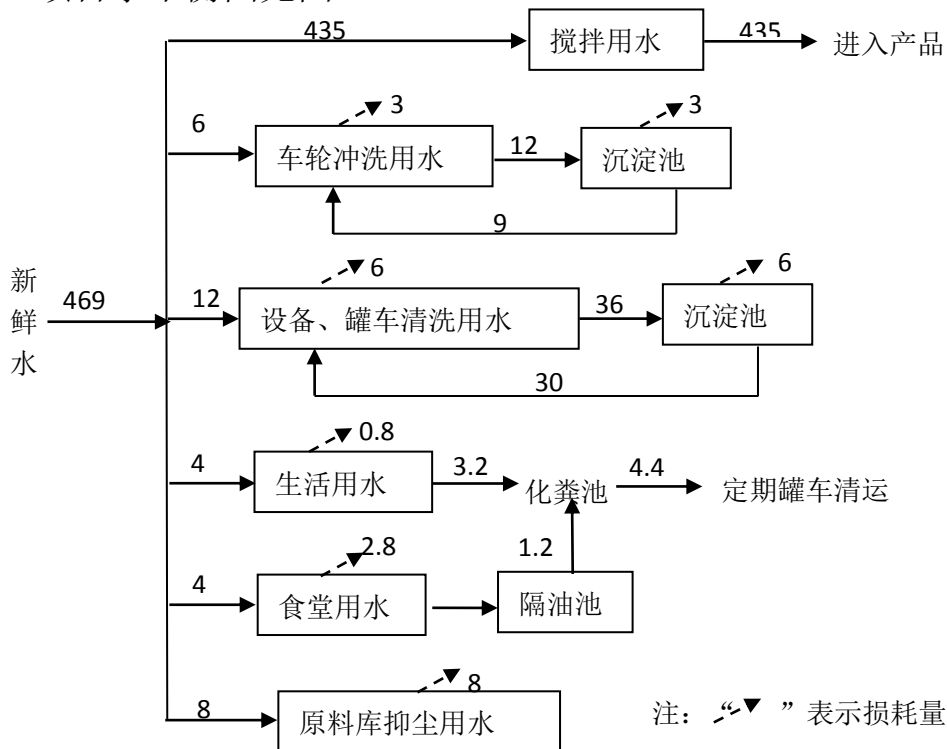 435
搅拌用水
435
进入产品
6
3
车轮冲洗用水
12
3
沉淀池
9
新鲜水
469
12
6
设备、罐车清洗用水
36
6
沉淀池
30
4
0.8
生活用水
3.2
化粪池
4.4
定期罐车清运
4
2.8
食堂用水
1.2
隔油池
8
8
原料库抑尘用水
注：“ ”表示损耗量